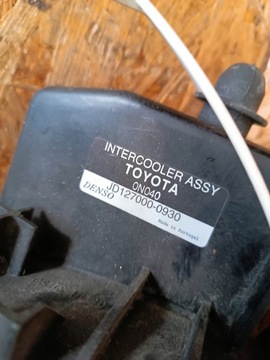 INTERCOOLER ASSY
TOYOTA
0N040
JD127000-0930
DENSO
Made in Portugal